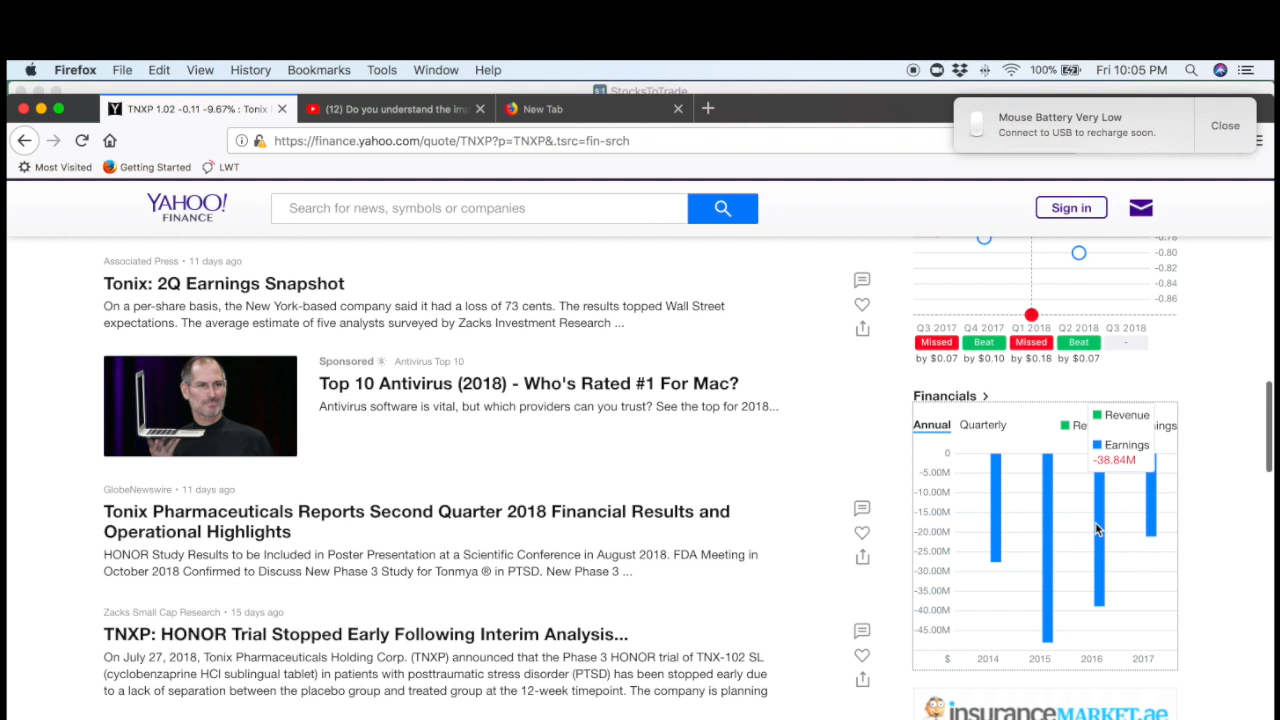 StocksToTrade
Firefox File Edit View History Bookmarks Tools Window Help
100% Fri 10:05 PM
TNXP 1.02 -0.11 -9.67% : Tonix
(12) Do you understand the im
New Tab
Mouse Battery Very Low
Connect to USB to recharge soon.
Close
https://finance.yahoo.com/quote/TNXP?p=TNXP&.tsrc=fin-srch
Most Visited Getting Started LWT
YAHOO!
FINANCE
Search for news, symbols or companies
Sign in
Associated Press • 11 days ago
Tonix: 2Q Earnings Snapshot
On a per-share basis, the New York-based company said it had a loss of 73 cents. The results topped Wall Street
expectations. The average estimate of five analysts surveyed by Zacks Investment Research ...
Sponsored Antivirus Top 10
Top 10 Antivirus (2018) - Who's Rated #1 For Mac?
Antivirus software is vital, but which providers can you trust? See the top for 2018...
GlobeNewswire • 11 days ago
Tonix Pharmaceuticals Reports Second Quarter 2018 Financial Results and
Operational Highlights
HONOR Study Results to be Included in Poster Presentation at a Scientific Conference in August 2018. FDA Meeting in
October 2018 Confirmed to Discuss New Phase 3 Study for Tonmya ® in PTSD. New Phase 3 ...
Zacks Small Cap Research • 15 days ago
TNXP: HONOR Trial Stopped Early Following Interim Analysis...
On July 27, 2018, Tonix Pharmaceuticals Holding Corp. (TNXP) announced that the Phase 3 HONOR trial of TNX-102 SL
(cyclobenzaprine HCl sublingual tablet) in patients with posttraumatic stress disorder (PTSD) has been stopped early due
to a lack of separation between the placebo group and treated group at the 12-week timepoint. The company is planning
-0.78
-0.80
-0.82
-0.84
-0.86
Q3 2017 Q4 2017 Q1 2018 Q2 2018 Q3 2018
Missed Beat Missed Beat -
by $0.07 by $0.10 by $0.18 by $0.07
Financials
Annual Quarterly
Re
ings
Revenue
Earnings
-38.84M
0
-5.00M
-10.00M
-15.00M
-20.00M
-25.00M
-30.00M
-35.00M
-40.00M
-45.00M
$ 2014 2015 2016 2017
insuranceMARKET.ae